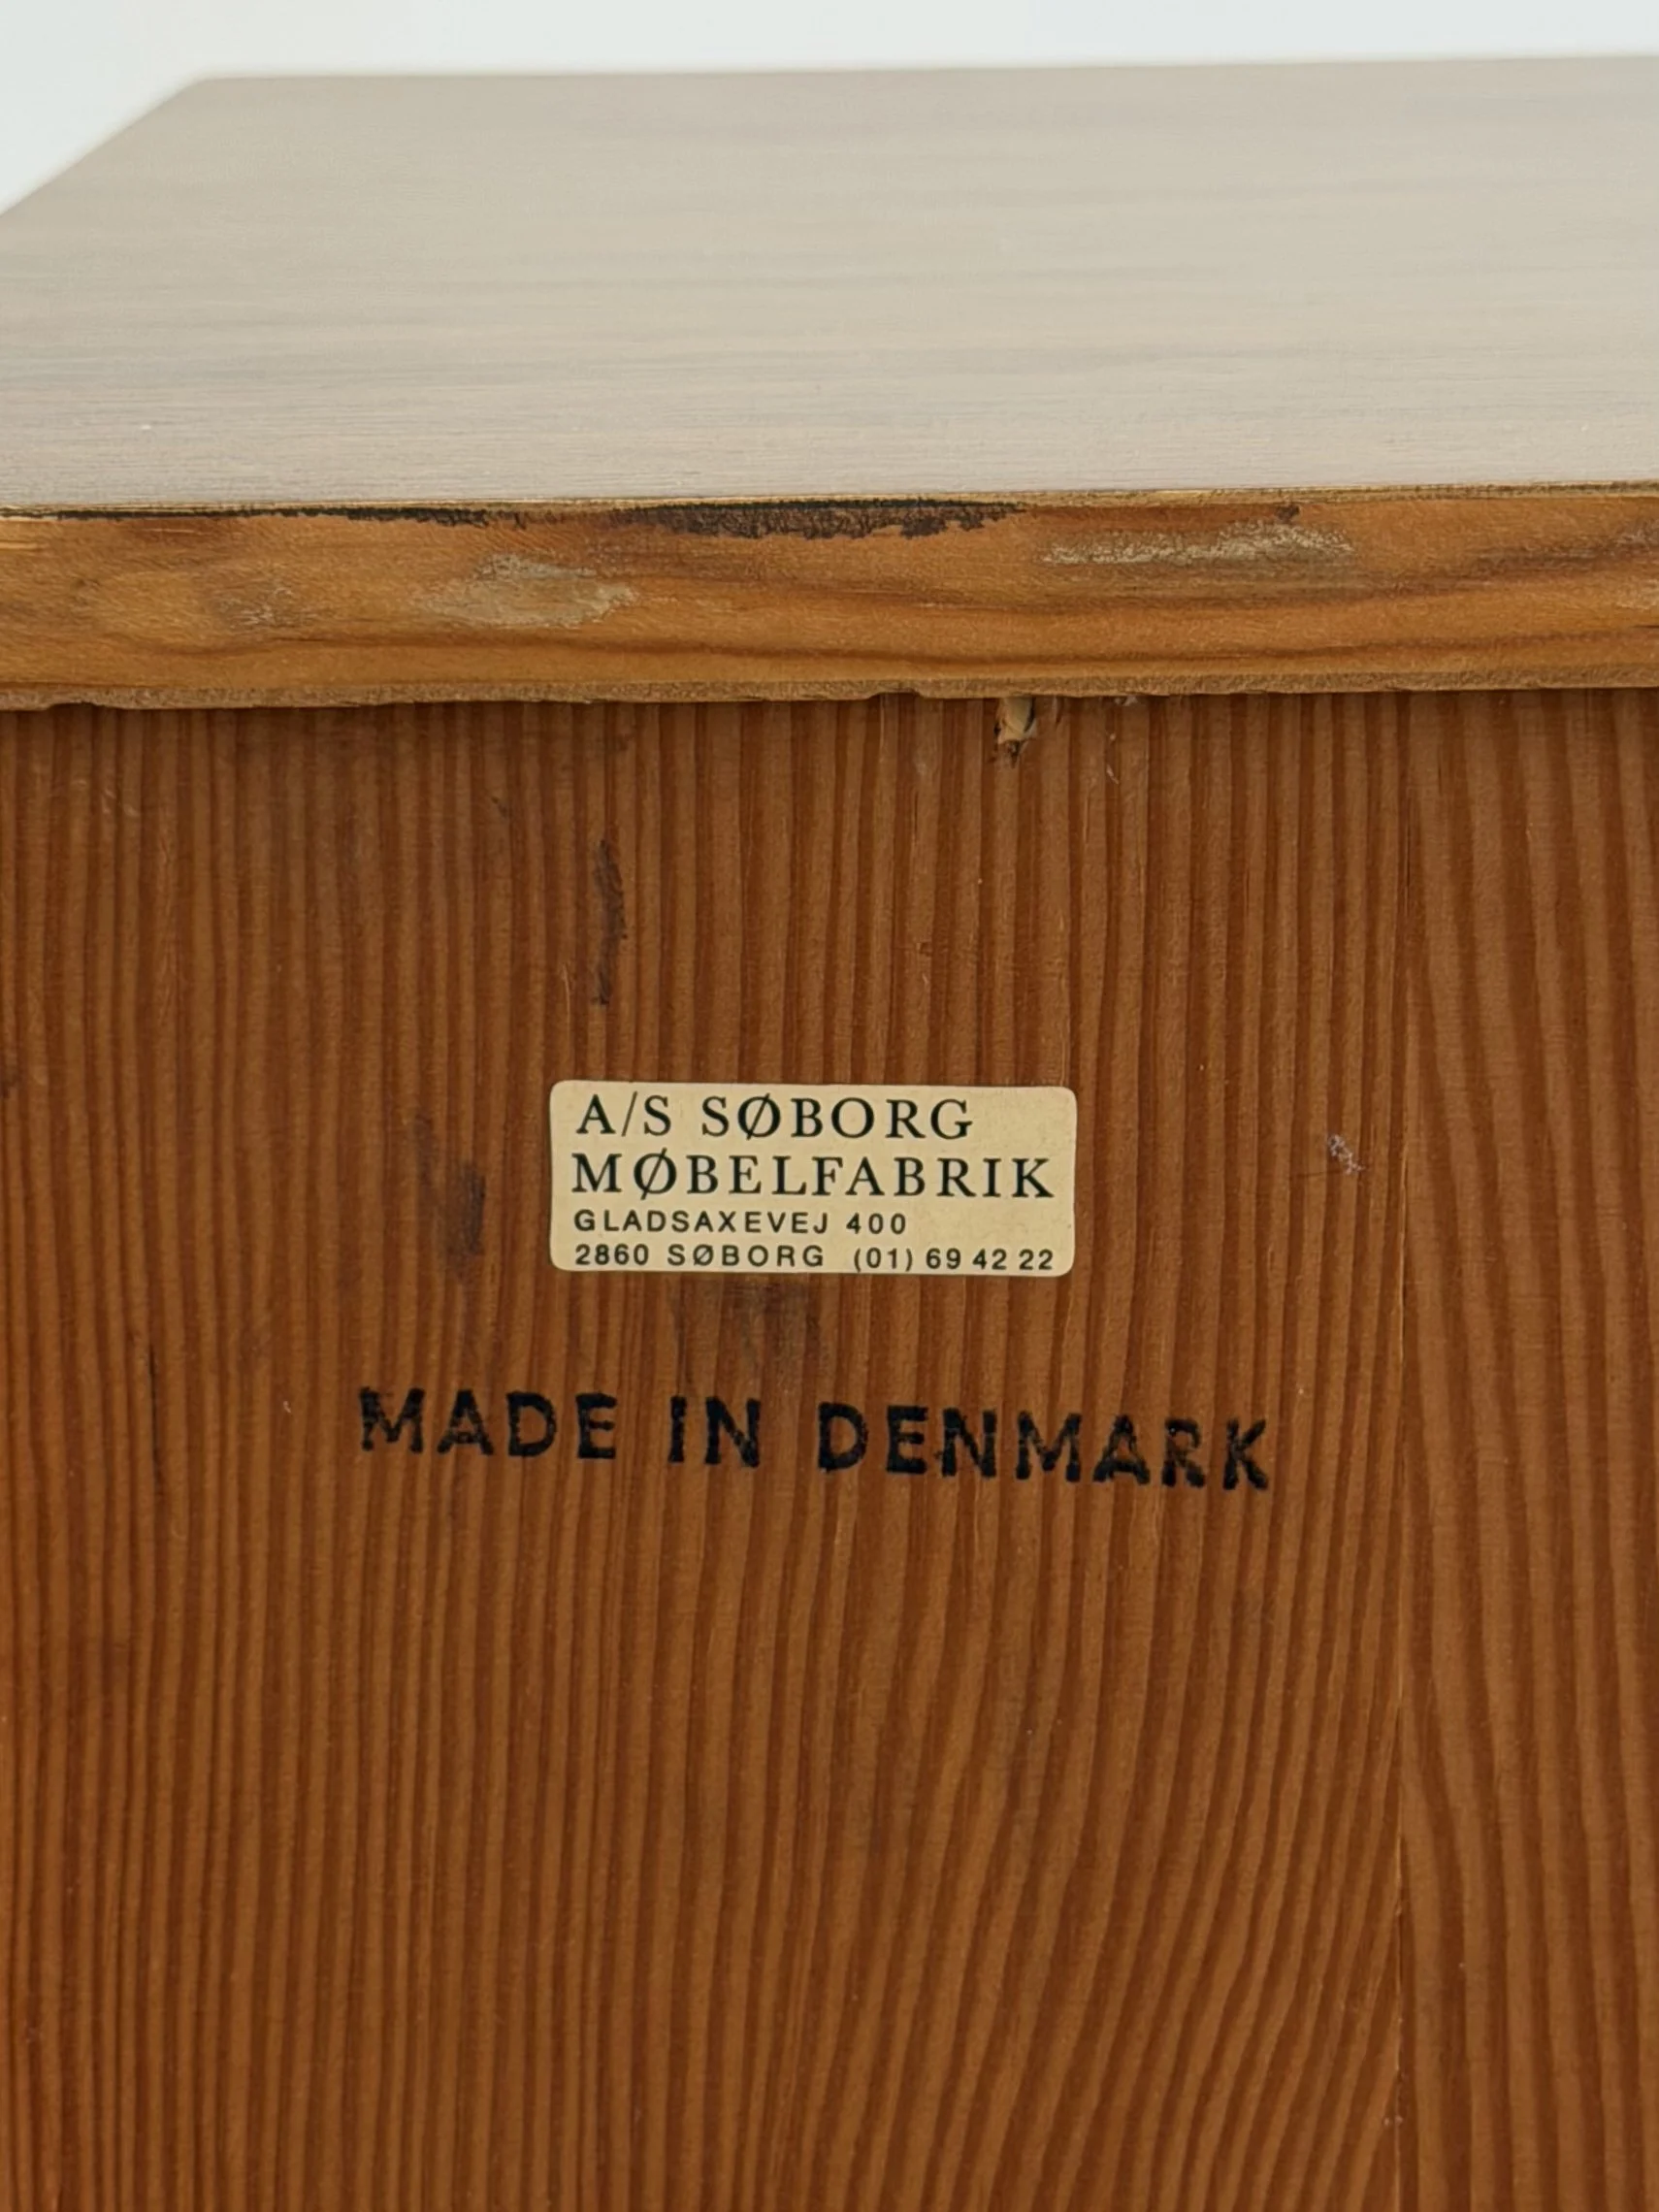 A/S SØBORG
MØBELFABRIK
GLADSAXEVEJ 400
2860 SØBORG (01) 69 42 22
MADE IN DENMARK